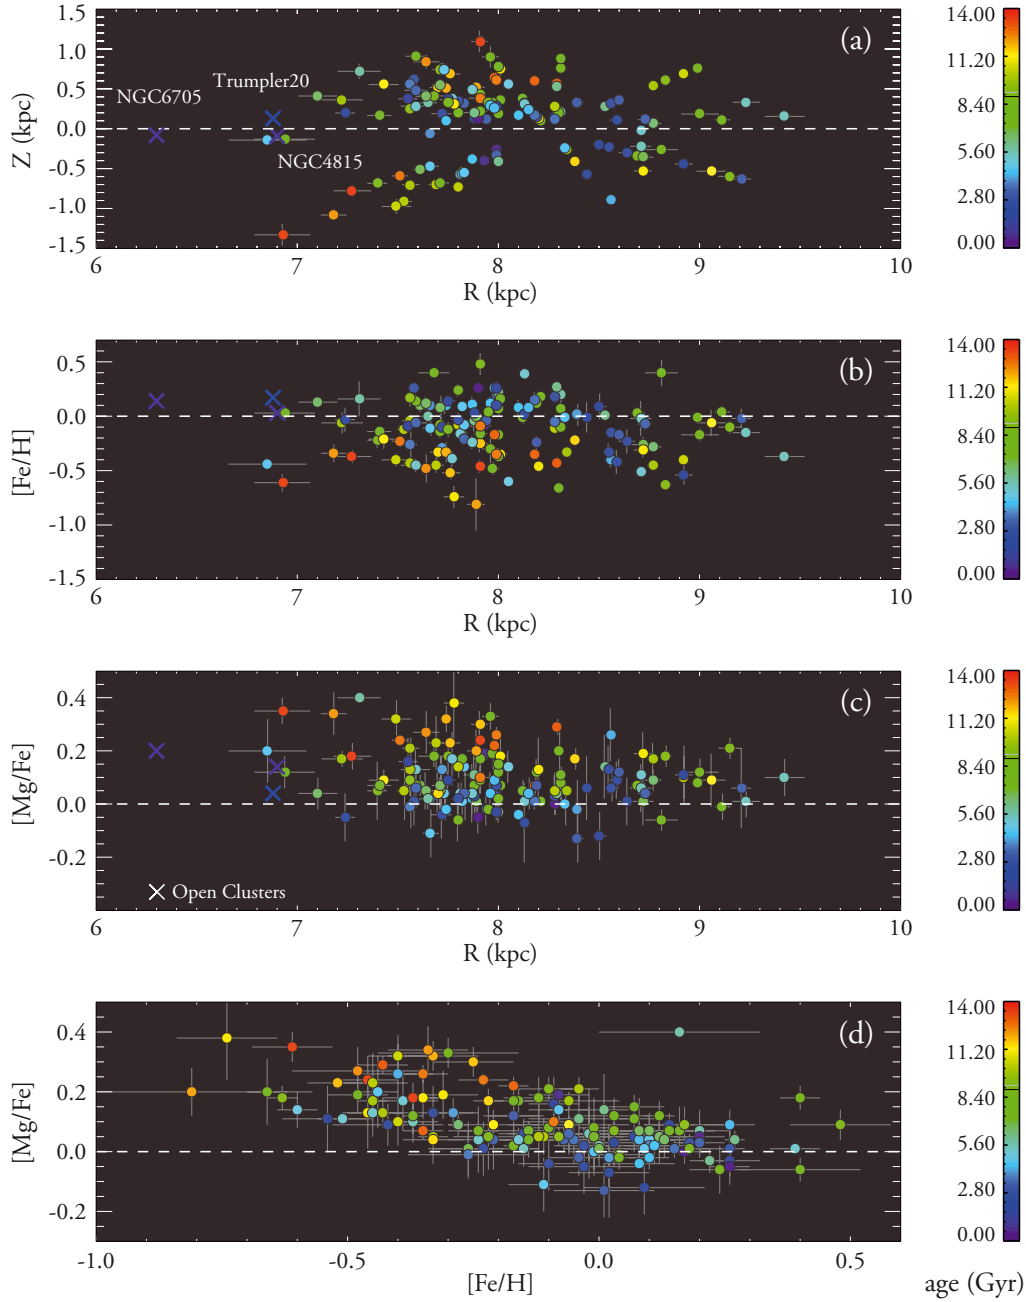 1.5
1.0
0.5
0.0
-0.5
-1.0
-1.5
Z (kpc)
(a)
Trumpler20
NGC6705
NGC4815
6 7 8 9 10
R (kpc)
14.00
11.20
8.40
5.60
2.80
0.00
0.5
0.0
-0.5
-1.0
-1.5
[Fe/H]
(b)
6 7 8 9 10
R (kpc)
14.00
11.20
8.40
5.60
2.80
0.00
0.4
0.2
0.0
-0.2
[Mg/Fe]
(c)
Open Clusters
6 7 8 9 10
R (kpc)
14.00
11.20
8.40
5.60
2.80
0.00
0.4
0.2
0.0
-0.2
[Mg/Fe]
(d)
-1.0 -0.5 0.0 0.5
[Fe/H]
14.00
11.20
8.40
5.60
2.80
0.00
age (Gyr)